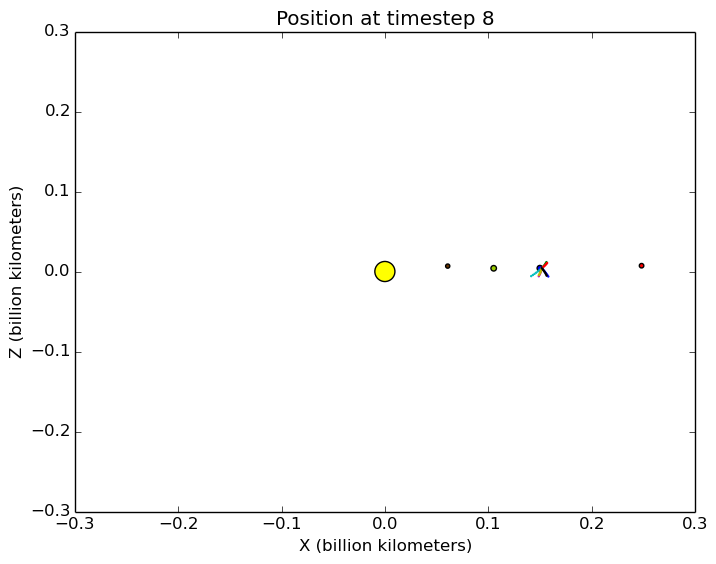 Position at timestep 8
0.3
0.2
0.1
0.0
−0.1
−0.2
−0.3
Z (billion kilometers)
−0.3 −0.2 −0.1 0.0 0.1 0.2 0.3
X (billion kilometers)